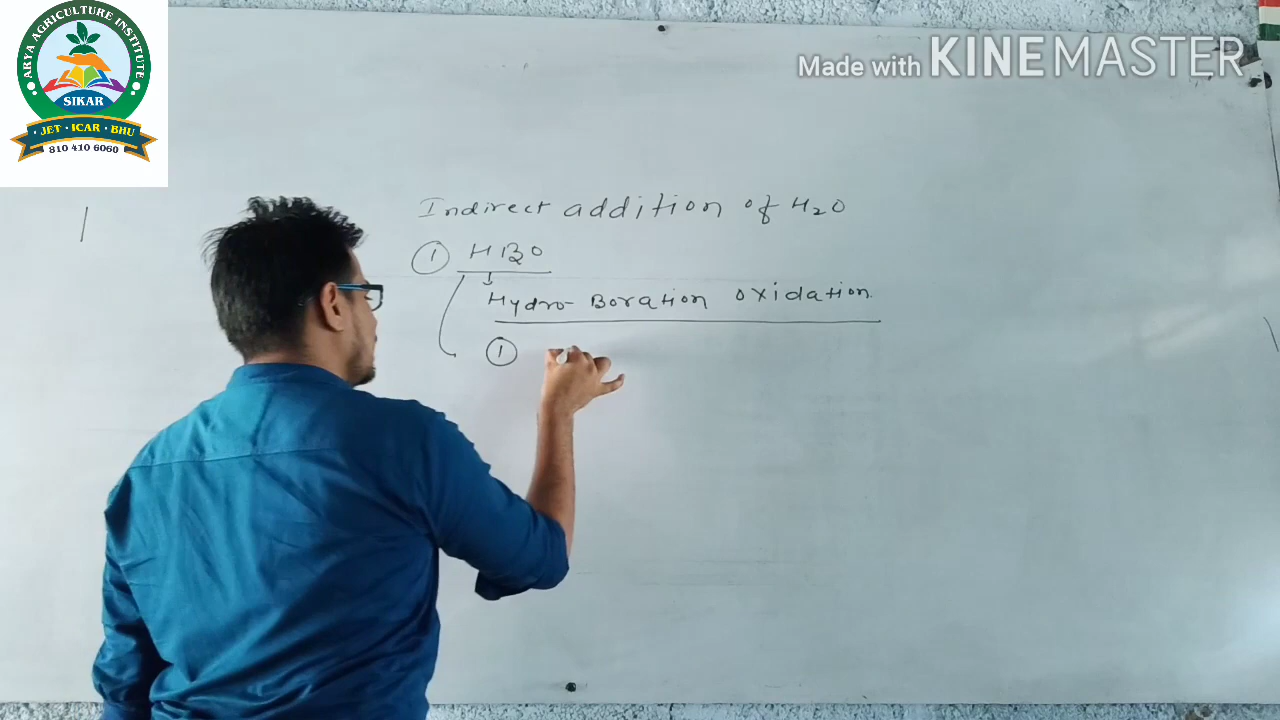 ARYA AGRICULTURE INSTITUTE
SIKAR
JET · ICAR · BHU
810 410 6060
Made with KINEMASTER
Indirect addition of H₂O
① HBO
Hydro-Boration oxidation
①